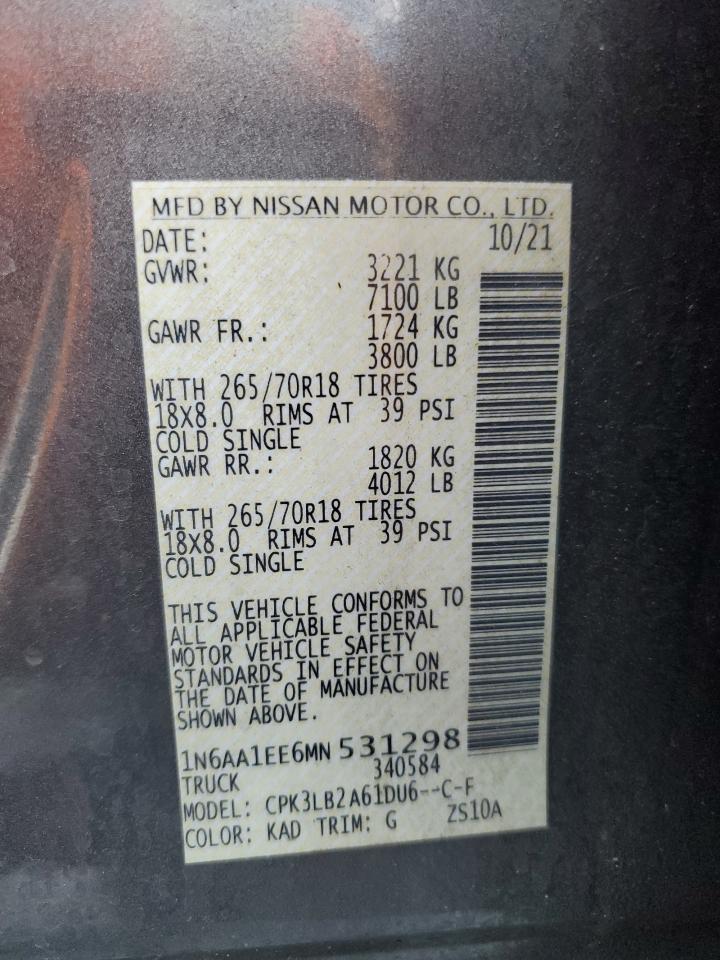 MFD BY NISSAN MOTOR CO., LTD.
DATE: 10/21
GVWR: 3221 KG
7100 LB
GAWR FR.: 1724 KG
3800 LB
WITH 265/70R18 TIRES
18X8.0 RIMS AT 39 PSI
COLD SINGLE
GAWR RR.: 1820 KG
4012 LB
WITH 265/70R18 TIRES
18X8.0 RIMS AT 39 PSI
COLD SINGLE
THIS VEHICLE CONFORMS TO
ALL APPLICABLE FEDERAL
MOTOR VEHICLE SAFETY
STANDARDS IN EFFECT ON
THE DATE OF MANUFACTURE
SHOWN ABOVE.
1N6AA1EE6MN531298
TRUCK 340584
MODEL: CPK3LB2A61DU6--C-F
COLOR: KAD TRIM: G ZS10A